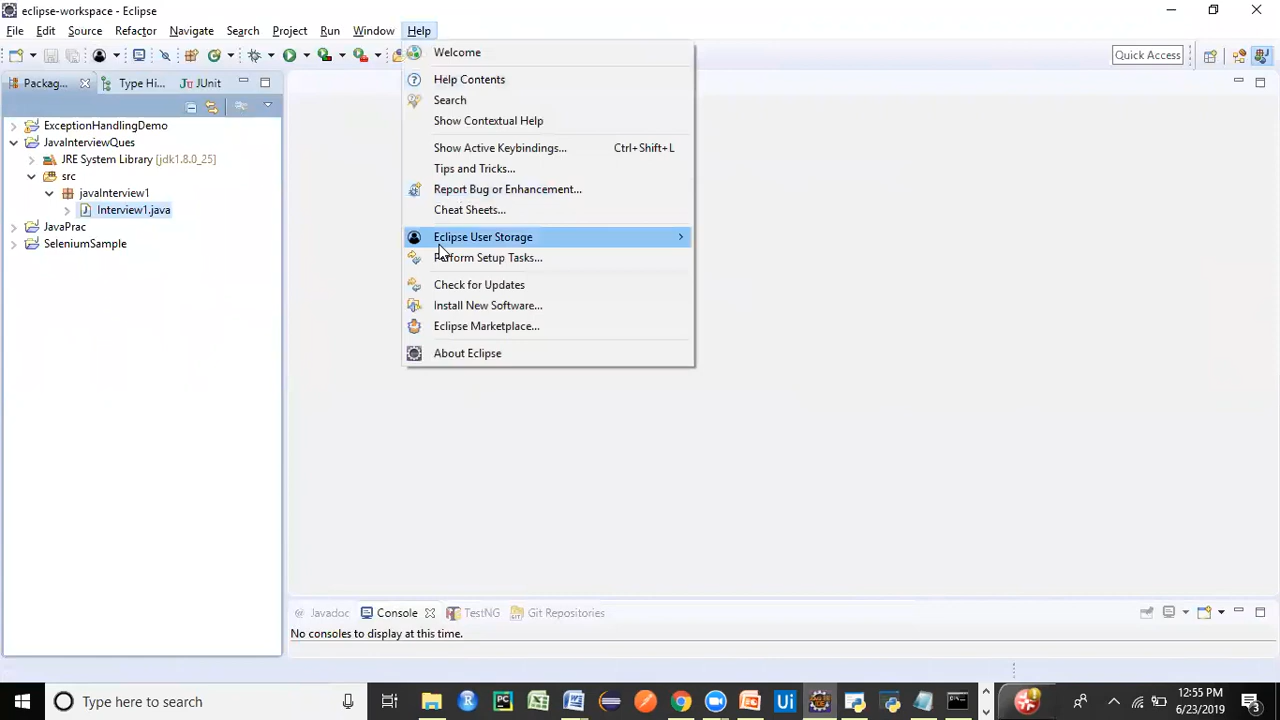 eclipse-workspace - Eclipse
File Edit Source Refactor Navigate Search Project Run Window Help
Quick Access
Packag... Type Hi... JUnit
ExceptionHandlingDemo
JavaInterviewQues
JRE System Library [jdk1.8.0_25]
src
javaInterview1
Interview1.java
JavaPrac
SeleniumSample
Welcome
Help Contents
Search
Show Contextual Help
Show Active Keybindings... Ctrl+Shift+L
Tips and Tricks...
Report Bug or Enhancement...
Cheat Sheets...
Eclipse User Storage
Perform Setup Tasks...
Check for Updates
Install New Software...
Eclipse Marketplace...
About Eclipse
@ Javadoc Console TestNG Git Repositories
No consoles to display at this time.
Type here to search
R PC Ui
12:55 PM
6/23/2019
3